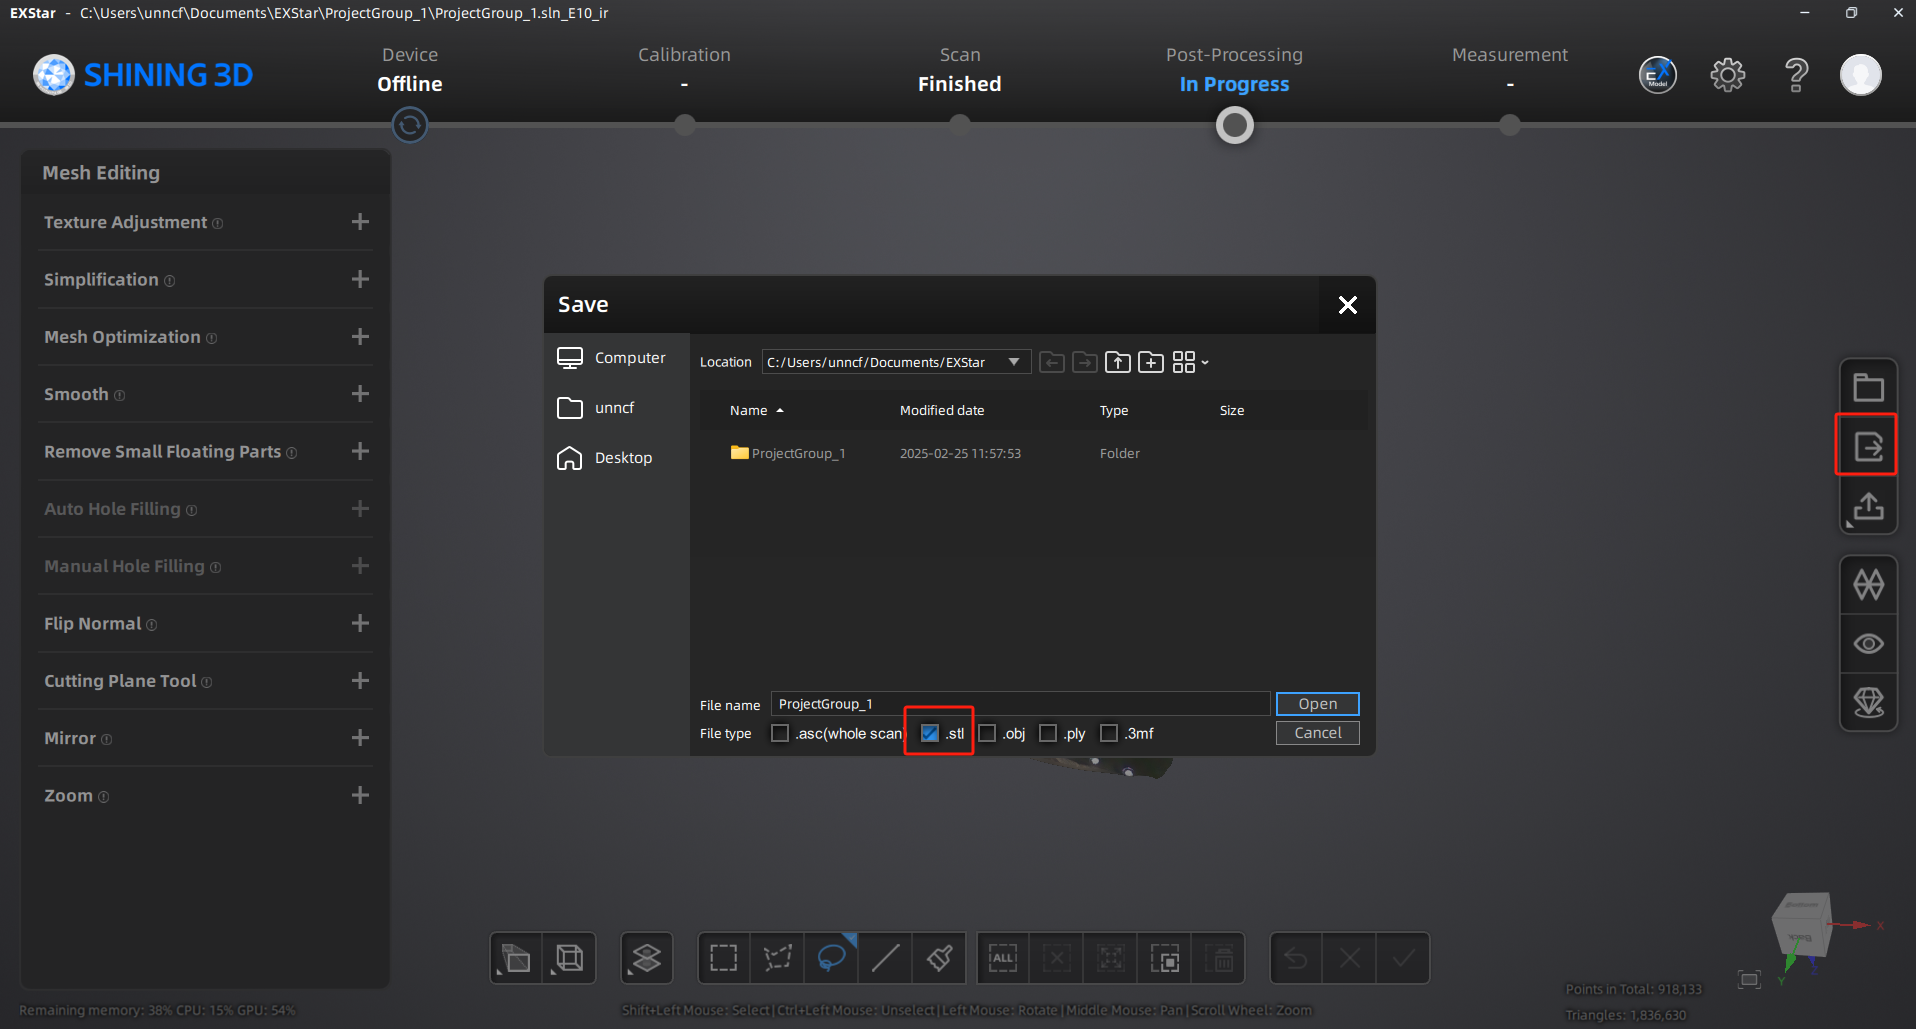 EXStar - C:\Users\unncf\Documents\EXStar\ProjectGroup_1\ProjectGroup_1.sln_E10_ir
SHINING 3D
Device
Offline
Calibration
-
Scan
Finished
Post-Processing
In Progress
Measurement
-
EX
Model
Mesh Editing
Texture Adjustment
Simplification
Mesh Optimization
Smooth
Remove Small Floating Parts
Auto Hole Filling
Manual Hole Filling
Flip Normal
Cutting Plane Tool
Mirror
Zoom
Save
Computer
unncf
Desktop
Location C:/Users/unncf/Documents/EXStar
Name Modified date Type Size
ProjectGroup_1 2025-02-25 11:57:53 Folder
File name ProjectGroup_1 Open
File type .asc(whole scan) .stl .obj .ply .3mf Cancel
ALL
X
Y
Z
Remaining memory: 38% CPU: 15% GPU: 54%
Shift+Left Mouse: Select | Ctrl+Left Mouse: Unselect | Left Mouse: Rotate | Middle Mouse: Pan | Scroll Wheel: Zoom
Points in Total: 918,133
Triangles: 1,836,630